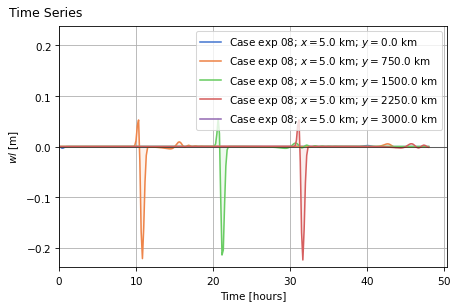 Time Series
Case exp 08; x = 5.0 km; y = 0.0 km
Case exp 08; x = 5.0 km; y = 750.0 km
Case exp 08; x = 5.0 km; y = 1500.0 km
Case exp 08; x = 5.0 km; y = 2250.0 km
Case exp 08; x = 5.0 km; y = 3000.0 km
wl [m]
0.2
0.1
0.0
−0.1
−0.2
0 10 20 30 40 50
Time [hours]